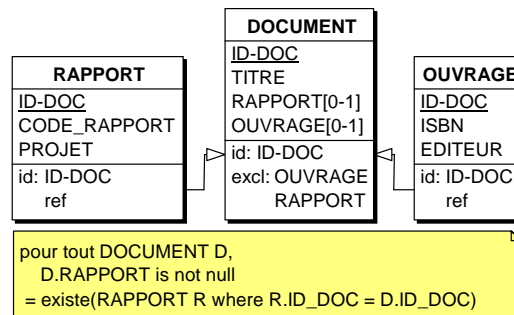 DOCUMENT
ID-DOC
TITRE
RAPPORT[0-1]
OUVRAGE[0-1]
id: ID-DOC
excl: OUVRAGE
RAPPORT
RAPPORT
ID-DOC
CODE_RAPPORT
PROJET
id: ID-DOC
ref
OUVRAGE
ID-DOC
ISBN
EDITEUR
id: ID-DOC
ref
pour tout DOCUMENT D,
D.RAPPORT is not null
= existe(RAPPORT R where R.ID_DOC = D.ID_DOC)